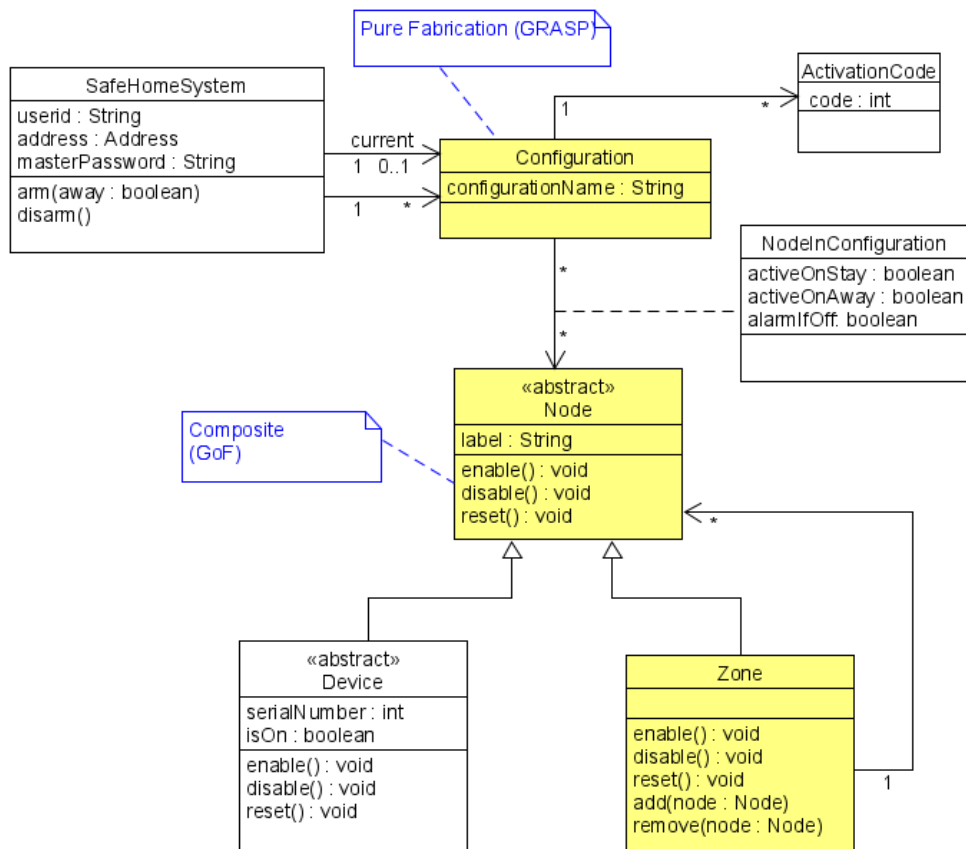 Pure Fabrication (GRASP)
SafeHomeSystem
userid : String
address : Address
masterPassword : String
arm(away : boolean)
disarm()
current
1 0..1
1 *
ActivationCode
code : int
1 *
Configuration
configurationName : String
NodeInConfiguration
activeOnStay : boolean
activeOnAway : boolean
alarmIfOff: boolean
*
*
«abstract»
Node
label : String
enable() : void
disable() : void
reset() : void
Composite
(GoF)
*
«abstract»
Device
serialNumber : int
isOn : boolean
enable() : void
disable() : void
reset() : void
Zone
enable() : void
disable() : void
reset() : void
add(node : Node)
remove(node : Node)
1